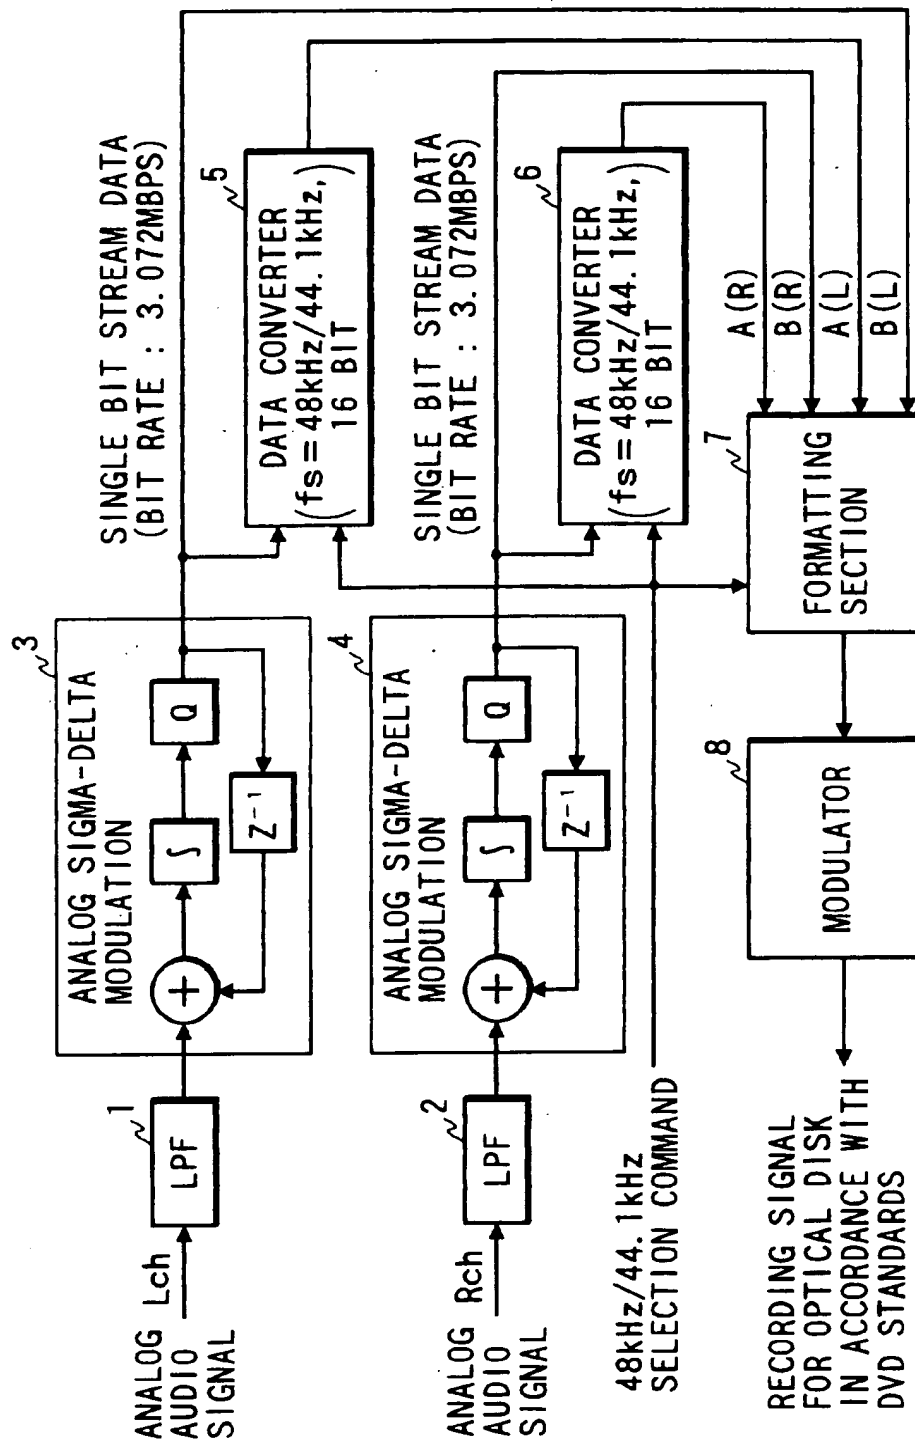 ANALOG
AUDIO
SIGNAL
Lch
1
LPF
3
ANALOG SIGMA-DELTA
MODULATION
+
∫
Q
Z⁻¹
SINGLE BIT STREAM DATA
(BIT RATE : 3.072MBPS)
5
DATA CONVERTER
(fs=48kHz/44.1kHz,
16 BIT)
ANALOG
AUDIO
SIGNAL
Rch
2
LPF
4
ANALOG SIGMA-DELTA
MODULATION
+
∫
Q
Z⁻¹
SINGLE BIT STREAM DATA
(BIT RATE : 3.072MBPS)
6
DATA CONVERTER
(fs=48kHz/44.1kHz,
16 BIT)
48kHz/44.1kHz
SELECTION COMMAND
A(R)
B(R)
A(L)
B(L)
7
FORMATTING
SECTION
8
MODULATOR
RECORDING SIGNAL
FOR OPTICAL DISK
IN ACCORDANCE WITH
DVD STANDARDS